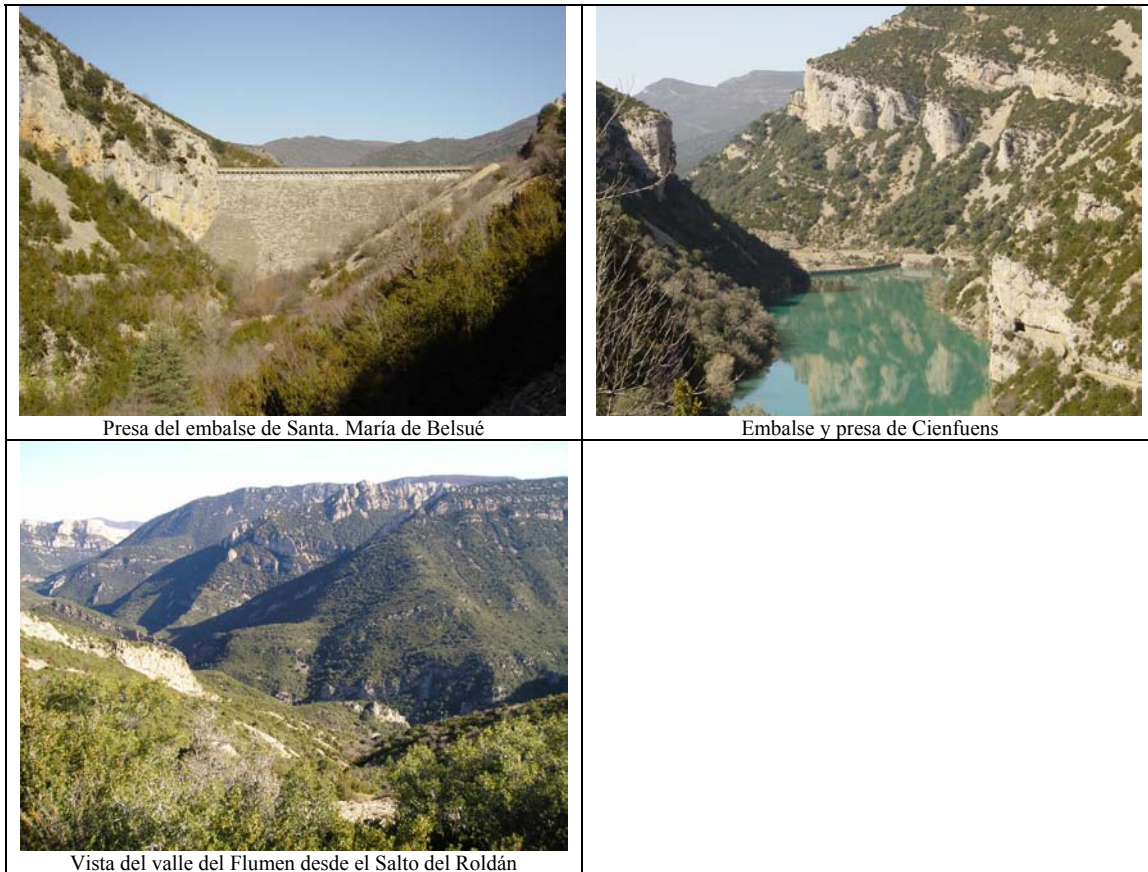 Presa del embalse de Santa. María de Belsué
Embalse y presa de Cienfuens
Vista del valle del Flumen desde el Salto del Roldán